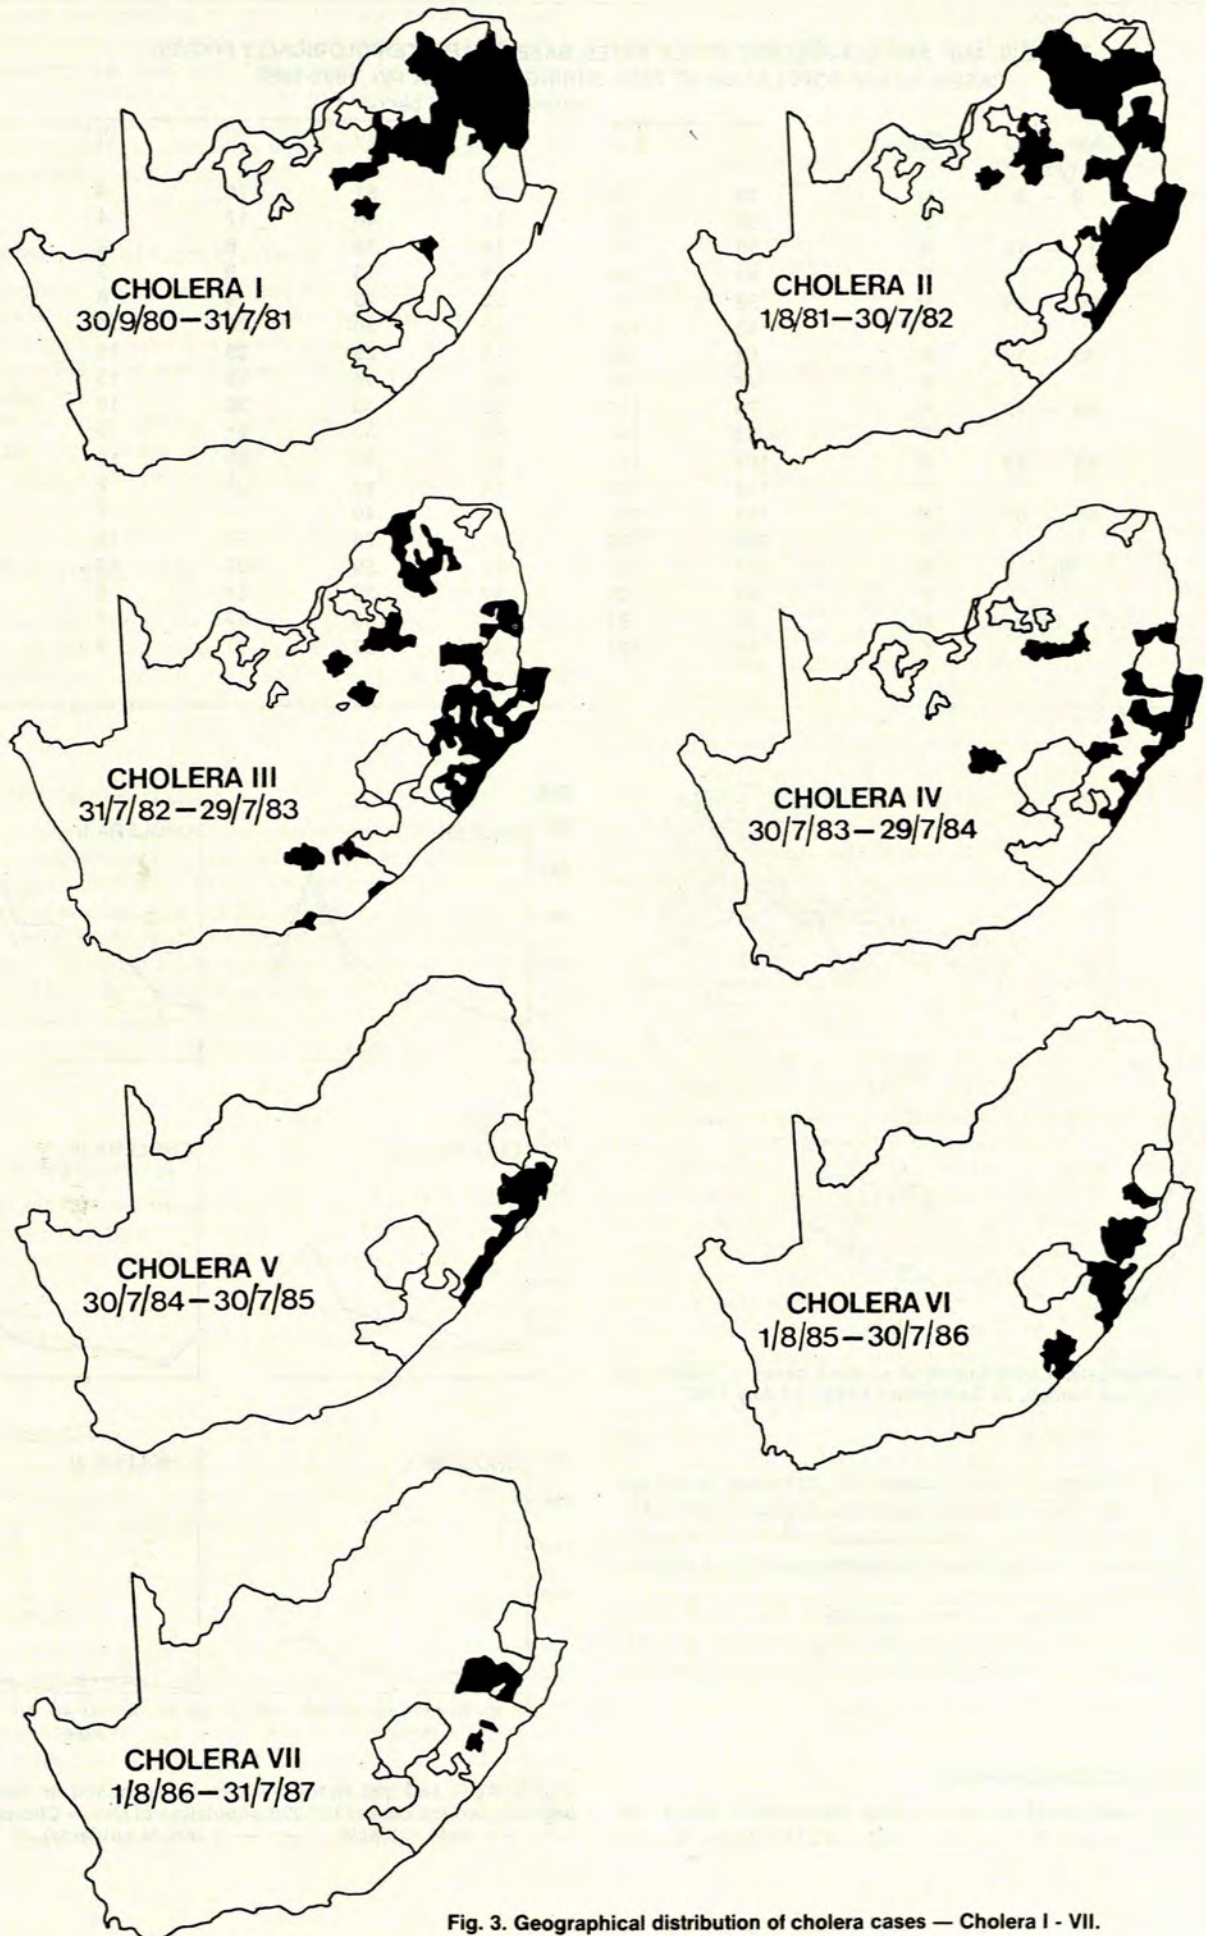 CHOLERA I
30/9/80–31/7/81
CHOLERA II
1/8/81–30/7/82
CHOLERA III
31/7/82–29/7/83
CHOLERA IV
30/7/83–29/7/84
CHOLERA V
30/7/84–30/7/85
CHOLERA VI
1/8/85–30/7/86
CHOLERA VII
1/8/86–31/7/87
Fig. 3. Geographical distribution of cholera cases — Cholera I - VII.